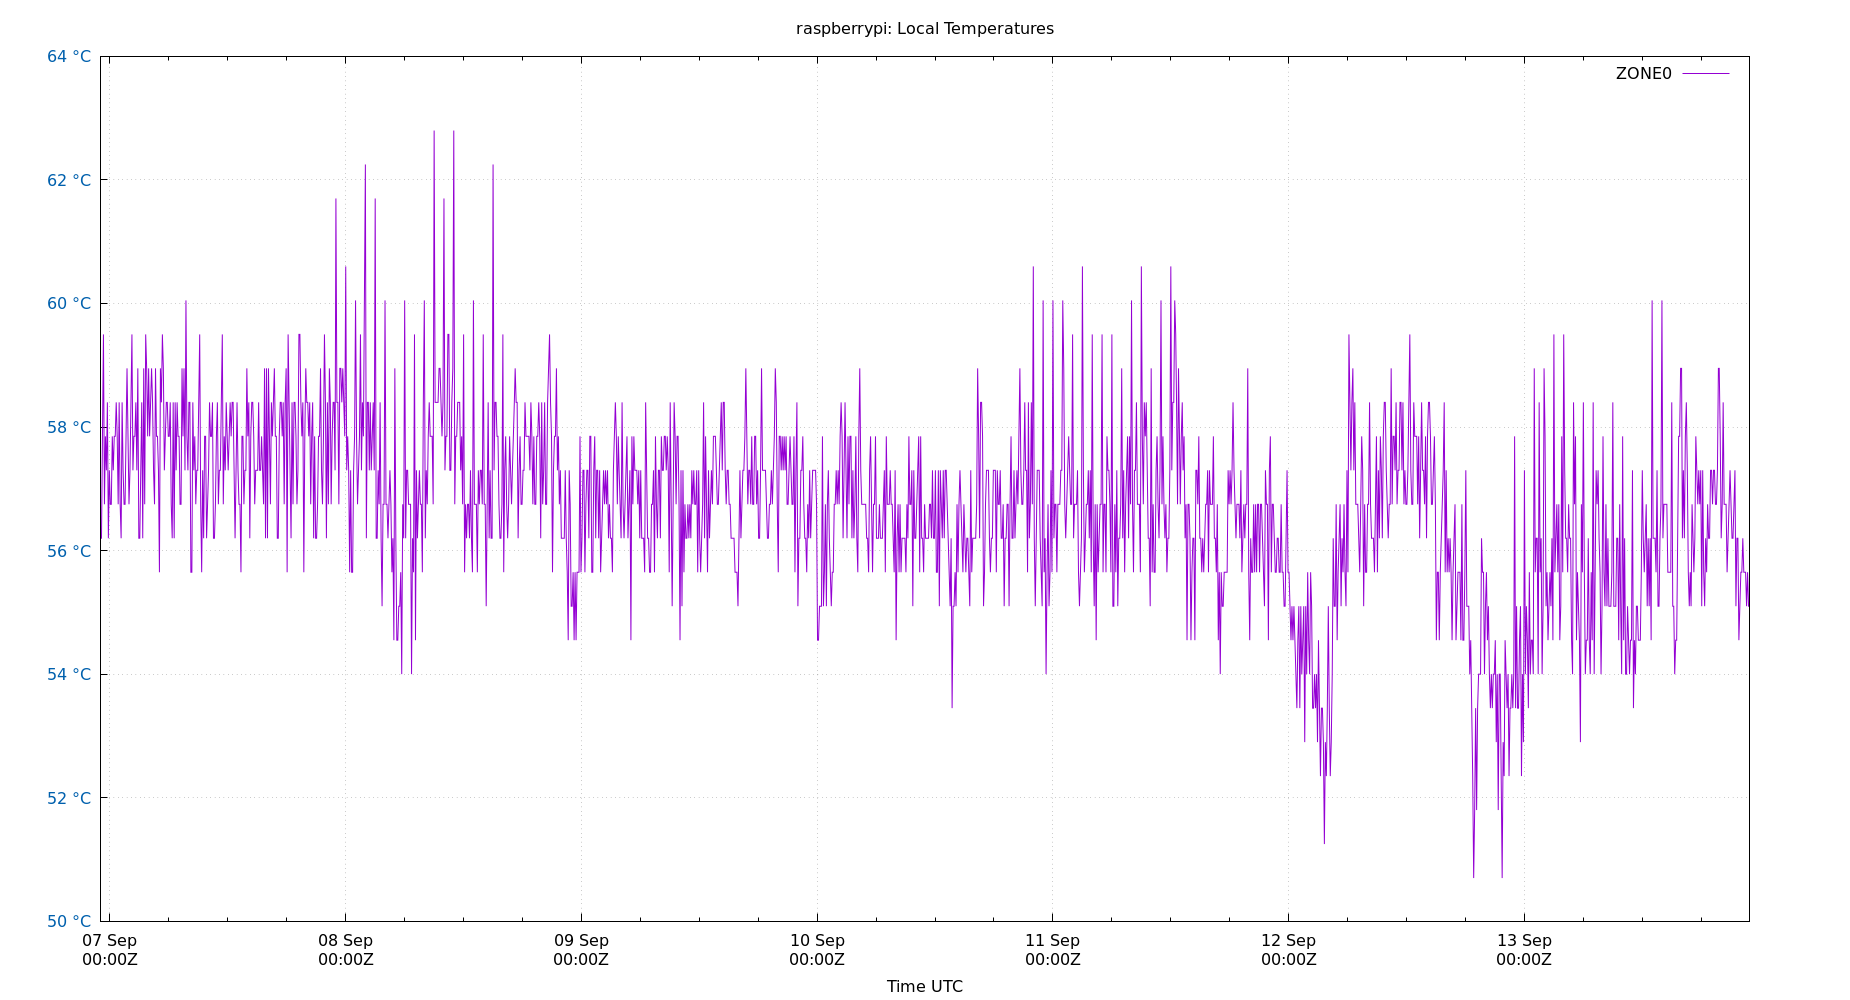 raspberrypi: Local Temperatures
64 °C
ZONE0
62 °C
60 °C
58 °C
56 °C
54 °C
52 °C
50 °C
07 Sep 08 Sep 09 Sep 10 Sep 11 Sep 12 Sep 13 Sep
00:00Z 00:00Z 00:00Z 00:00Z 00:00Z 00:00Z 00:00Z
Time UTC